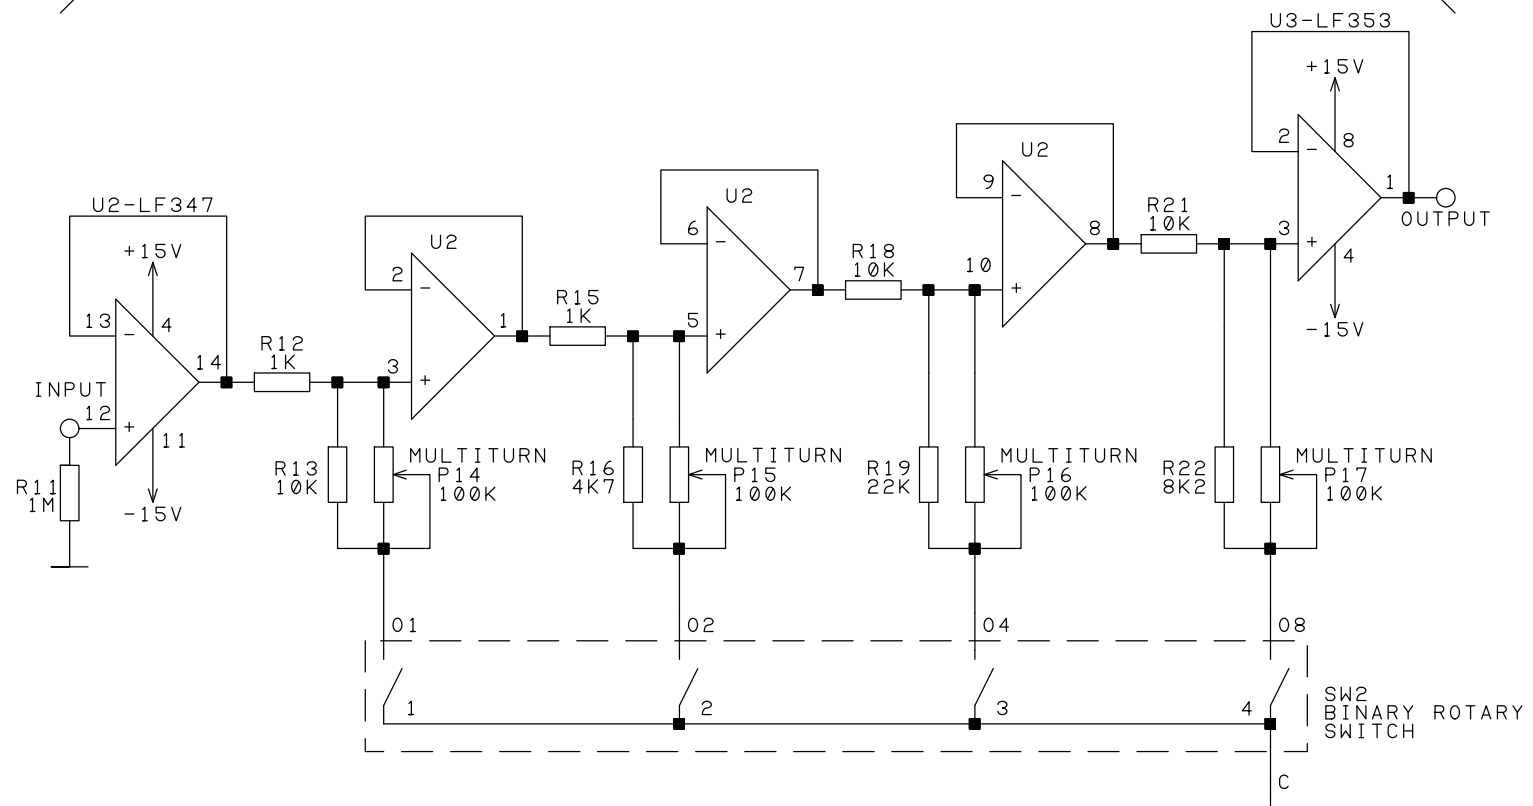 U3-LF353
+15V
2
−
8
1
OUTPUT
3
+
4
-15V
U2
9
−
8
10
+
R21
10K
U2
6
−
7
5
+
R18
10K
U2
2
−
1
3
+
R15
1K
U2-LF347
+15V
13
−
4
14
INPUT
12
+
11
-15V
R12
1K
R11
1M
R13
10K
MULTITURN
P14
100K
R16
4K7
MULTITURN
P15
100K
R19
22K
MULTITURN
P16
100K
R22
8K2
MULTITURN
P17
100K
01
02
04
08
1
2
3
4
SW2
BINARY ROTARY
SWITCH
C